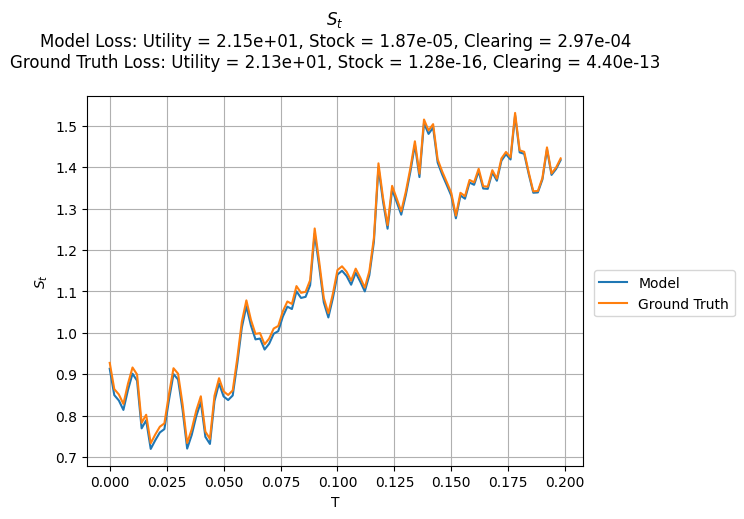 S_t
Model Loss: Utility = 2.15e+01, Stock = 1.87e-05, Clearing = 2.97e-04
Ground Truth Loss: Utility = 2.13e+01, Stock = 1.28e-16, Clearing = 4.40e-13
1.5
1.4
1.3
1.2
1.1
1.0
0.9
0.8
0.7
S_t
0.000 0.025 0.050 0.075 0.100 0.125 0.150 0.175 0.200
T
Model
Ground Truth